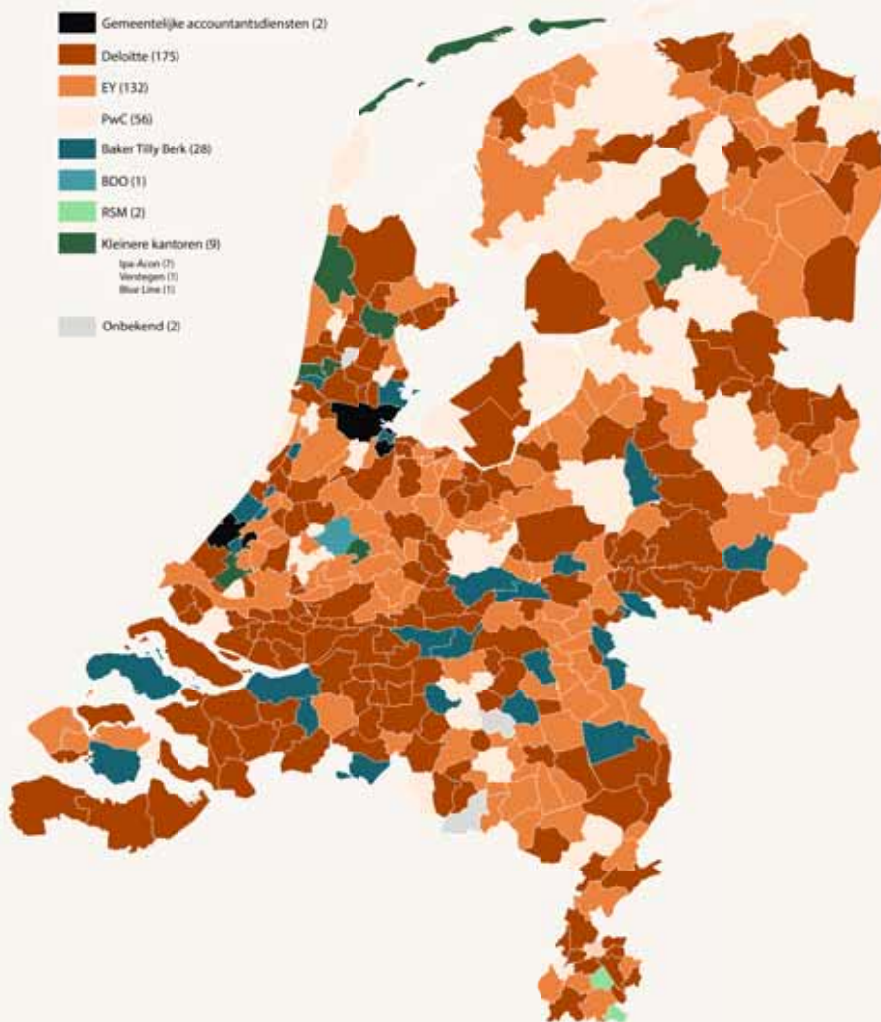 Gemeentelijke accountantsdiensten (2)
Deloitte (175)
EY (132)
PwC (56)
Baker Tilly Berk (28)
BDO (1)
RSM (2)
Kleinere kantoren (9)
Ipa-Acon (7)
Verstegen (1)
Blue Line (1)
Onbekend (2)